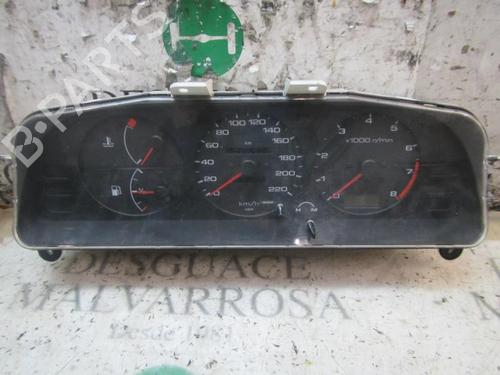 B-PARTS
100 120
80 140
60 160
40 180
20 200
0 220
km
km/h
H
N
3 4 5
2 6
1 7
0 8
x1000 r/min
DESGUACE
MALVARROSA
Desde 1981